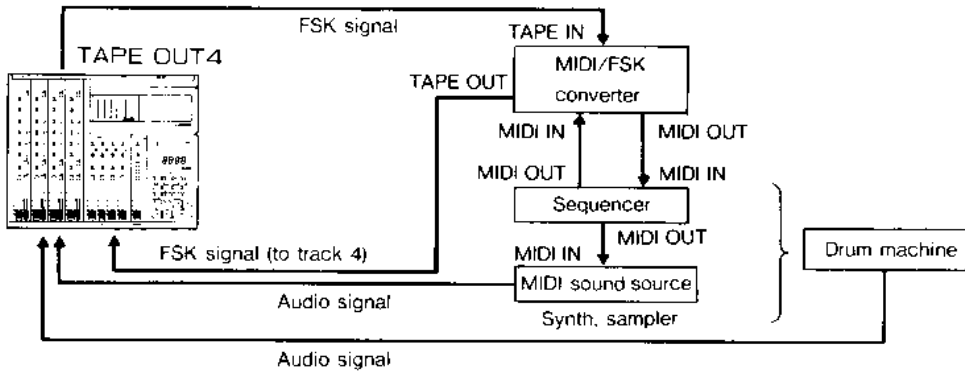 FSK signal
TAPE OUT4
TAPE IN
MIDI/FSK
converter
TAPE OUT
MIDI IN
MIDI OUT
MIDI OUT
MIDI IN
Sequencer
MIDI OUT
FSK signal (to track 4)
MIDI IN
Drum machine
MIDI sound source
Audio signal
Synth, sampler
Audio signal